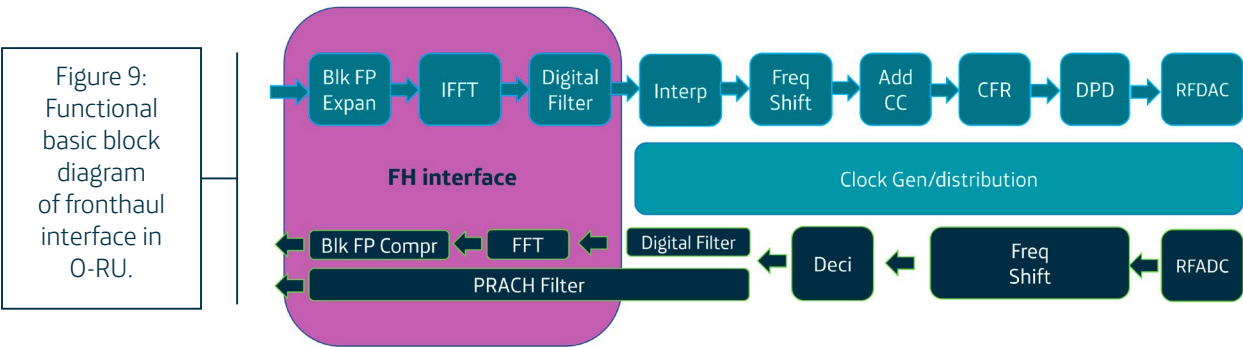 Figure 9:
Functional
basic block
diagram
of fronthaul
interface in
O-RU.
Blk FP
Expan
IFFT
Digital
Filter
Interp
Freq
Shift
Add
CC
CFR
DPD
RFDAC
FH interface
Clock Gen/distribution
Blk FP Compr
FFT
Digital Filter
Deci
Freq
Shift
RFADC
PRACH Filter